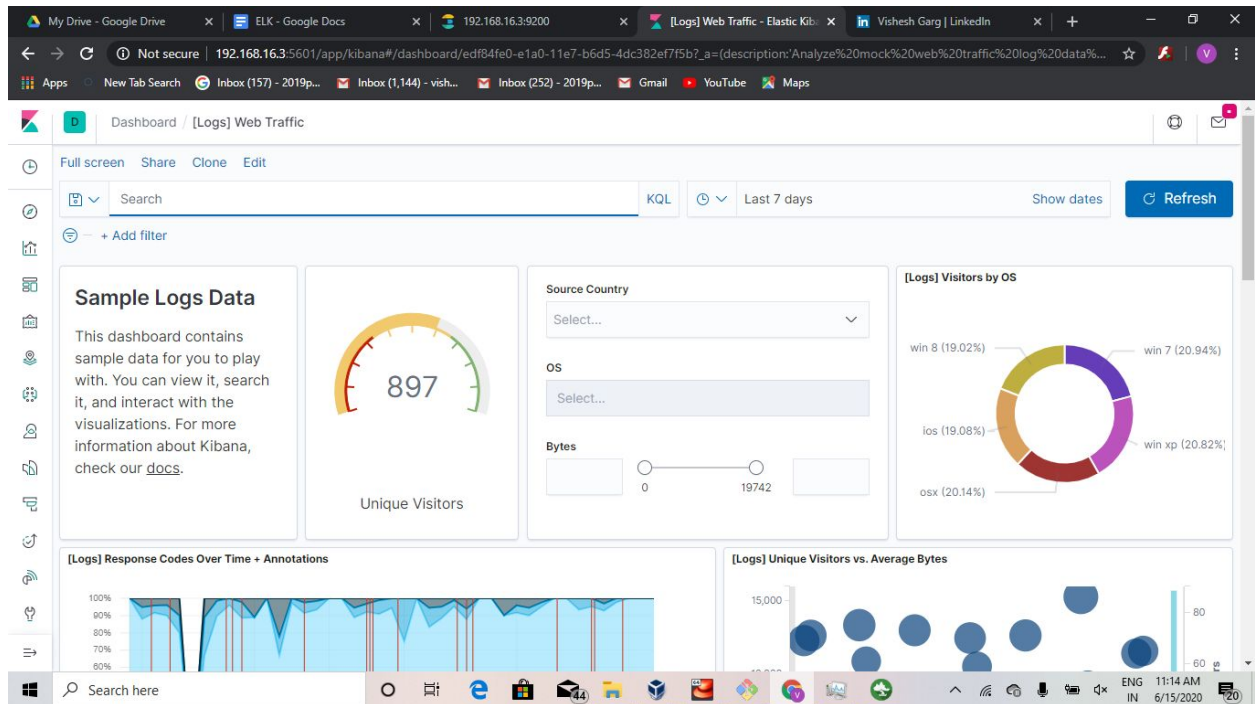 My Drive - Google Drive
ELK - Google Docs
192.168.16.3:9200
[Logs] Web Traffic - Elastic Kiba
Vishesh Garg | LinkedIn
Not secure | 192.168.16.3:5601/app/kibana#/dashboard/edf84fe0-e1a0-11e7-b6d5-4dc382ef7f5b?_a=(description:'Analyze%20mock%20web%20traffic%20log%20data%...
V
Apps
New Tab Search
Inbox (157) - 2019p...
Inbox (1,144) - vish...
Inbox (252) - 2019p...
Gmail
YouTube
Maps
D
Dashboard / [Logs] Web Traffic
Full screen Share Clone Edit
Search
KQL
Last 7 days
Show dates
Refresh
+ Add filter
Sample Logs Data
This dashboard contains
sample data for you to play
with. You can view it, search
it, and interact with the
visualizations. For more
information about Kibana,
check our docs.
897
Unique Visitors
Source Country
Select...
OS
Select...
Bytes
0
19742
[Logs] Visitors by OS
win 8 (19.02%)
win 7 (20.94%)
ios (19.08%)
win xp (20.82%)
osx (20.14%)
[Logs] Response Codes Over Time + Annotations
100%
90%
80%
70%
60%
[Logs] Unique Visitors vs. Average Bytes
15,000
80
60
Search here
44
ENG
IN
11:14 AM
6/15/2020
20